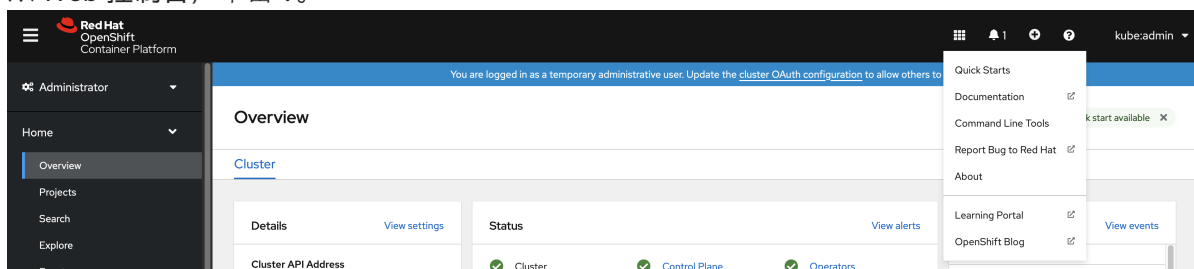 Red Hat
OpenShift
Container Platform
1
kube:admin
Administrator
You are logged in as a temporary administrative user. Update the cluster OAuth configuration to allow others to
Quick Starts
Documentation
Command Line Tools
Report Bug to Red Hat
About
Learning Portal
OpenShift Blog
Home
Overview
Projects
Search
Explore
Overview
k start available
Cluster
Details
View settings
Status
View alerts
View events
Cluster API Address
Cluster
Control Plane
Operators